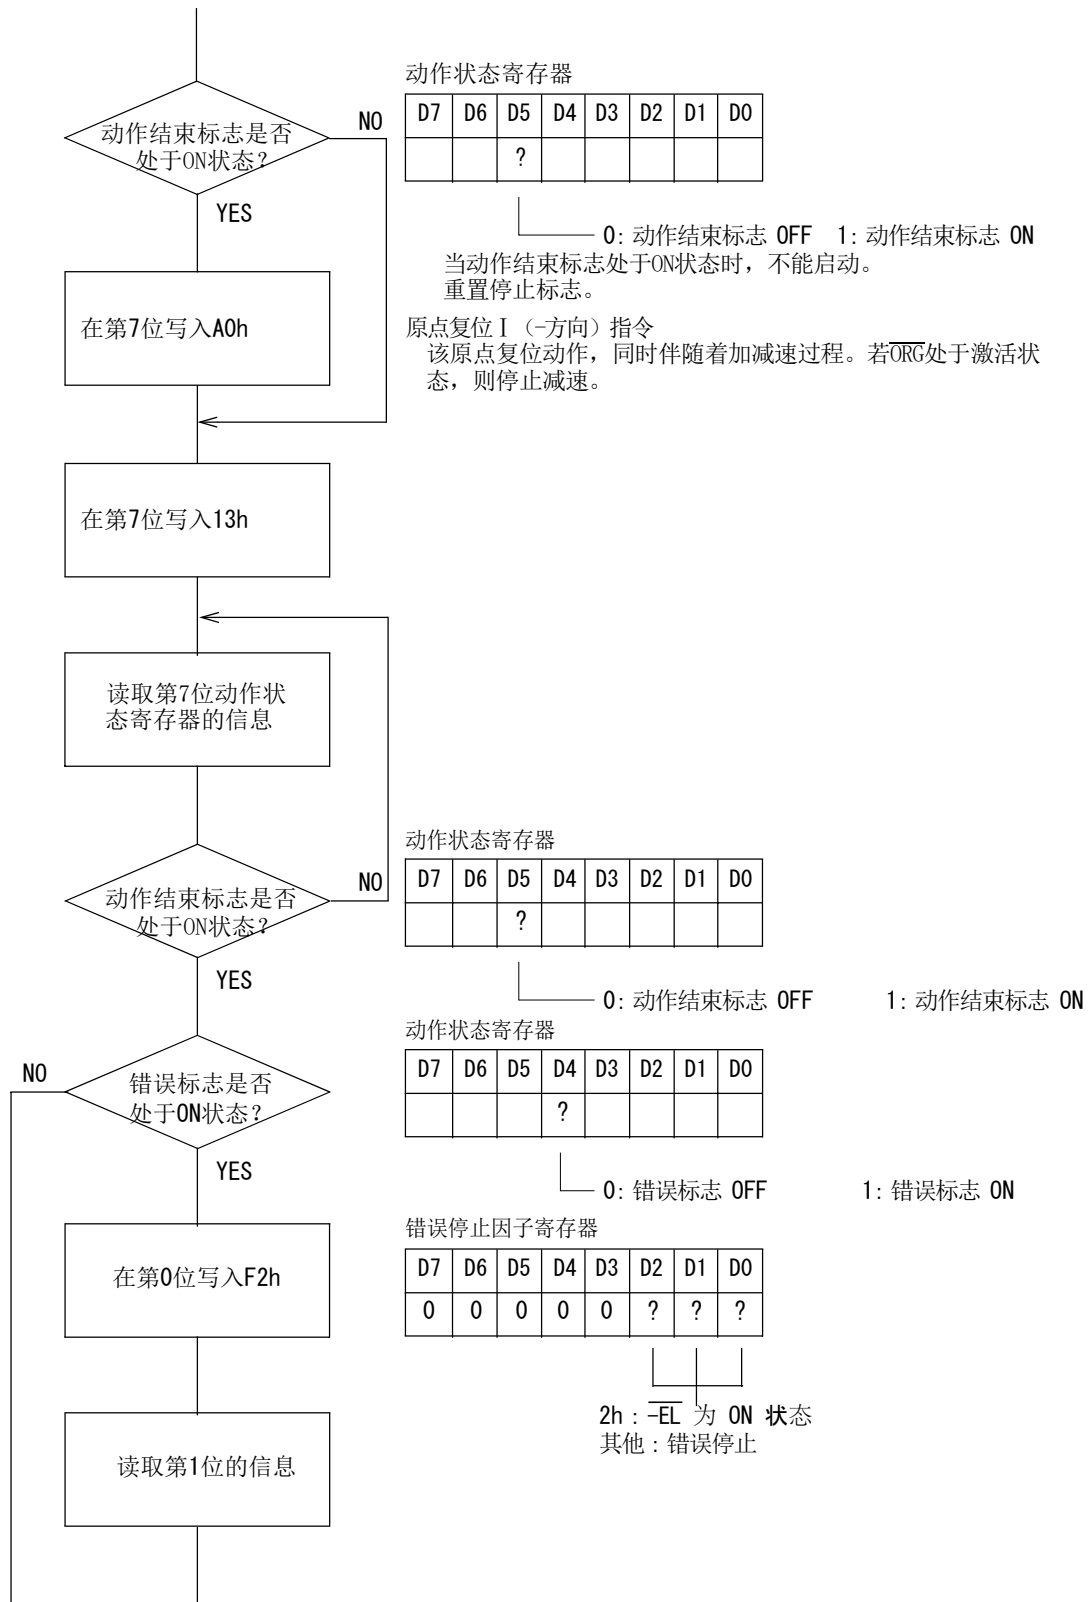 动作状态寄存器
D7 D6 D5 D4 D3 D2 D1 D0
?
动作结束标志是否
处于ON状态？
NO
YES
0: 动作结束标志 OFF 1: 动作结束标志 ON
当动作结束标志处于ON状态时，不能启动。
重置停止标志。
在第7位写入A0h
原点复位Ⅰ（-方向）指令
该原点复位动作，同时伴随着加减速过程。若O̅R̅G̅处于激活状
态，则停止减速。
在第7位写入13h
读取第7位动作状
态寄存器的信息
动作状态寄存器
D7 D6 D5 D4 D3 D2 D1 D0
?
动作结束标志是否
处于ON状态？
NO
YES
0: 动作结束标志 OFF 1: 动作结束标志 ON
动作状态寄存器
D7 D6 D5 D4 D3 D2 D1 D0
?
NO
错误标志是否
处于ON状态？
YES
0: 错误标志 OFF 1: 错误标志 ON
错误停止因子寄存器
D7 D6 D5 D4 D3 D2 D1 D0
0 0 0 0 0 ? ? ?
在第0位写入F2h
2h : -̅E̅L̅ 为 ON 状态
其他 : 错误停止
读取第1位的信息